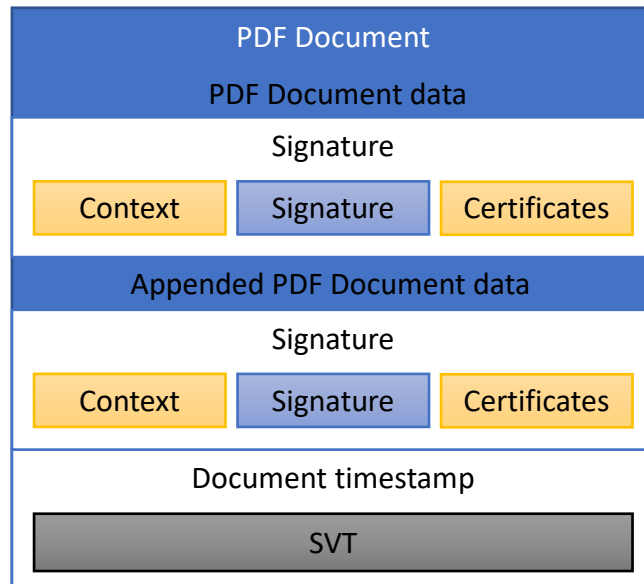 PDF Document
PDF Document data
Signature
Context Signature Certificates
Appended PDF Document data
Signature
Context Signature Certificates
Document timestamp
SVT